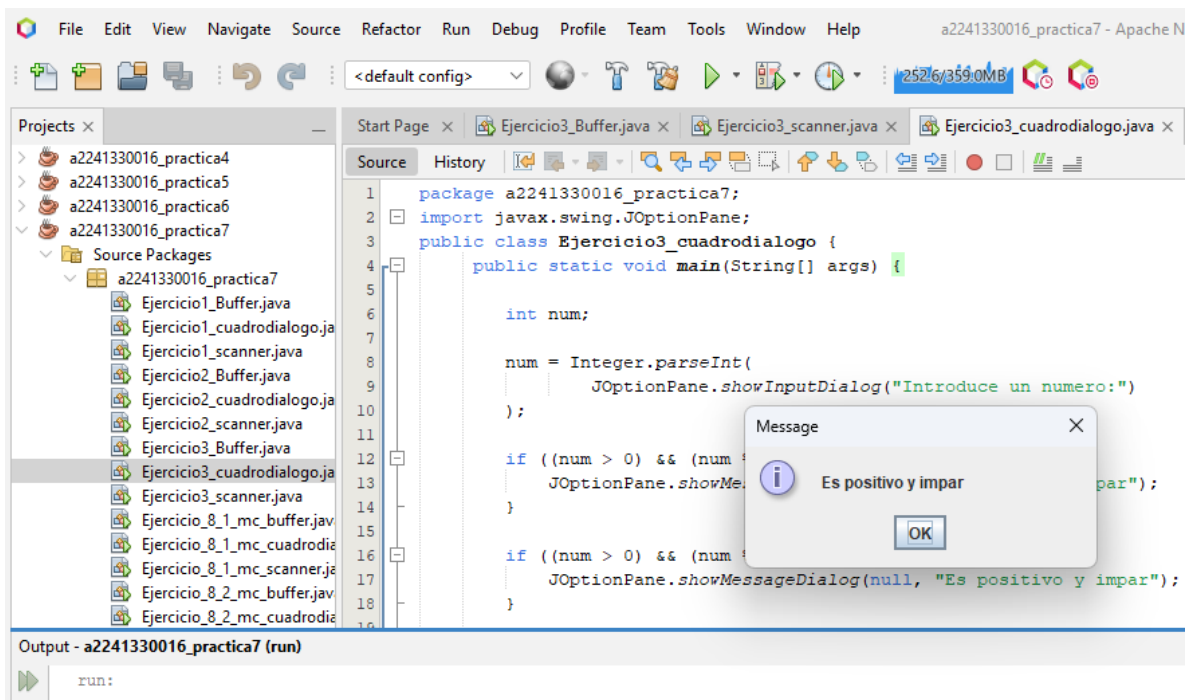 File Edit View Navigate Source Refactor Run Debug Profile Team Tools Window Help a2241330016_practica7 - Apache N
<default config> 252.6/359.0MB
Projects
Start Page Ejercicio3_Buffer.java Ejercicio3_scanner.java Ejercicio3_cuadrodialogo.java
a2241330016_practica4
a2241330016_practica5
a2241330016_practica6
a2241330016_practica7
Source Packages
a2241330016_practica7
Ejercicio1_Buffer.java
Ejercicio1_cuadrodialogo.ja
Ejercicio1_scanner.java
Ejercicio2_Buffer.java
Ejercicio2_cuadrodialogo.ja
Ejercicio2_scanner.java
Ejercicio3_Buffer.java
Ejercicio3_cuadrodialogo.ja
Ejercicio3_scanner.java
Ejercicio_8_1_mc_buffer.jav
Ejercicio_8_1_mc_cuadrodia
Ejercicio_8_1_mc_scanner.ja
Ejercicio_8_2_mc_buffer.jav
Ejercicio_8_2_mc_cuadrodia
Source History
1 package a2241330016_practica7;
2 import javax.swing.JOptionPane;
3 public class Ejercicio3_cuadrodialogo {
4 public static void main(String[] args) {
5
6 int num;
7
8 num = Integer.parseInt(
9 JOptionPane.showInputDialog("Introduce un numero:")
10 );
11
12 if ((num > 0) && (num
13 JOptionPane.showMe par");
14 }
15
16 if ((num > 0) && (num
17 JOptionPane.showMessageDialog(null, "Es positivo y impar");
18 }
19
Message
Es positivo y impar
OK
Output - a2241330016_practica7 (run)
run: